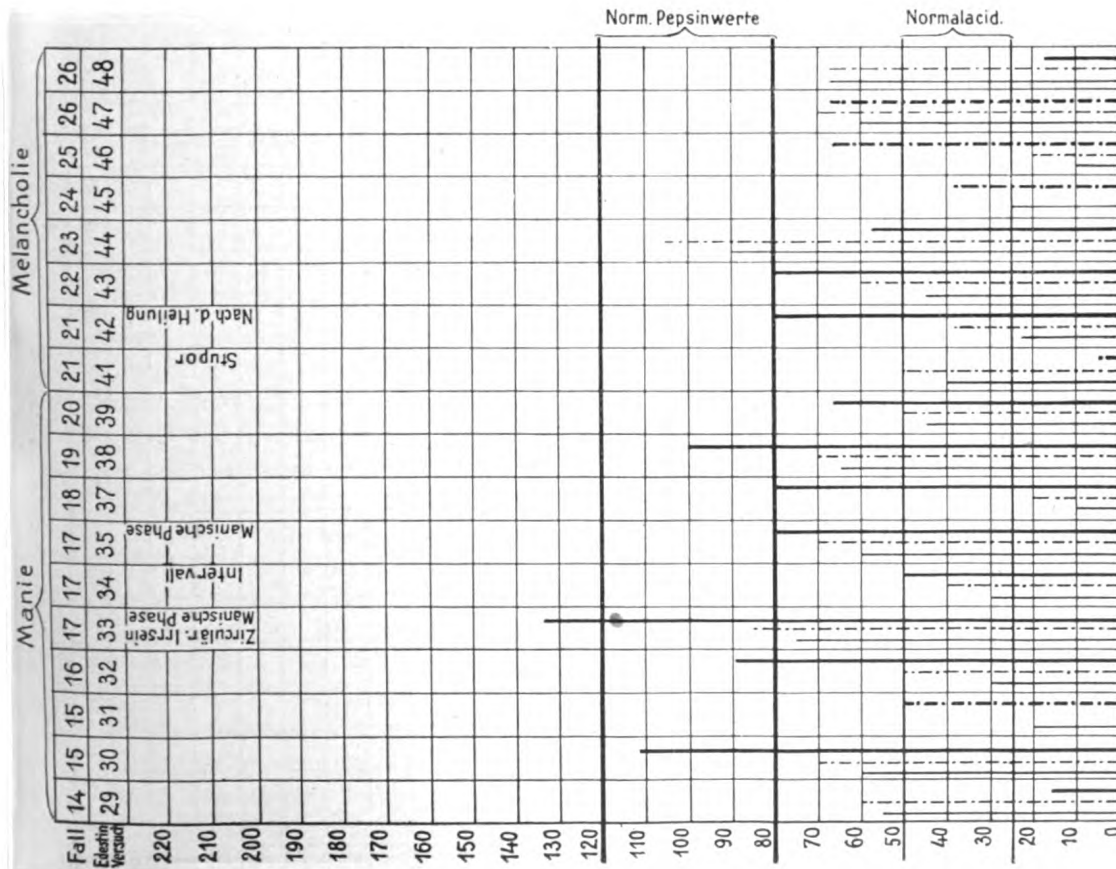 Norm. Pepsinwerte
Normalacid.
Melancholie
Manie
Fall 14 15 15 16 17 17 17 18 19 20 21 21 22 23 24 25 26 26
Edestin Versuch 29 30 31 32 33 34 35 37 38 39 41 42 43 44 45 46 47 48
Zirculär. Irrsein
Manische Phase
Intervall
Manische Phase
Stupor
Nach d. Heilung
220
210
200
190
180
170
160
150
140
130
120
110
100
90
80
70
60
50
40
30
20
10
0